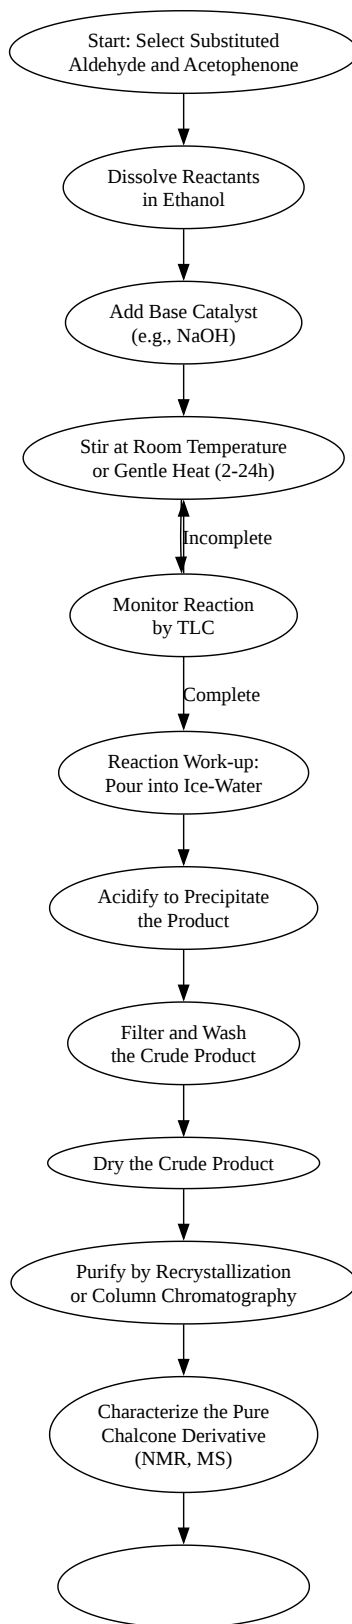 Start: Select Substituted
Aldehyde and Acetophenone
Dissolve Reactants
in Ethanol
Add Base Catalyst
(e.g., NaOH)
Stir at Room Temperature
or Gentle Heat (2-24h)
Incomplete
Monitor Reaction
by TLC
Complete
Reaction Work-up:
Pour into Ice-Water
Acidify to Precipitate
the Product
Filter and Wash
the Crude Product
Dry the Crude Product
Purify by Recrystallization
or Column Chromatography
Characterize the Pure
Chalcone Derivative
(NMR, MS)